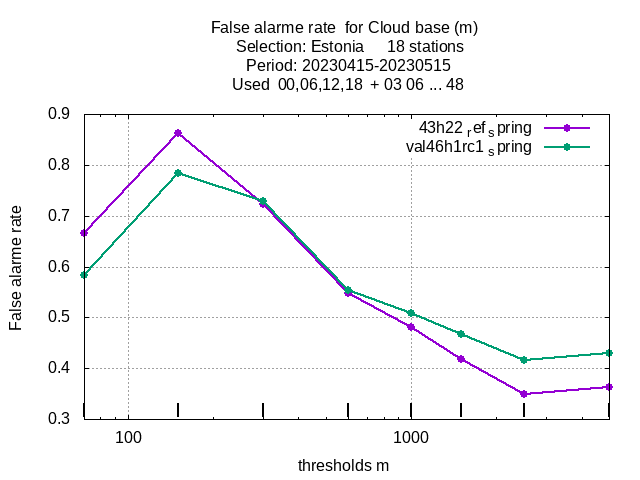 False alarme rate  for Cloud base (m)
Selection: Estonia     18 stations
Period: 20230415-20230515
Used  00,06,12,18  + 03 06 ... 48
43h22 ref spring
val46h1rc1 spring
False alarme rate
0.9
0.8
0.7
0.6
0.5
0.4
0.3
100
1000
thresholds m